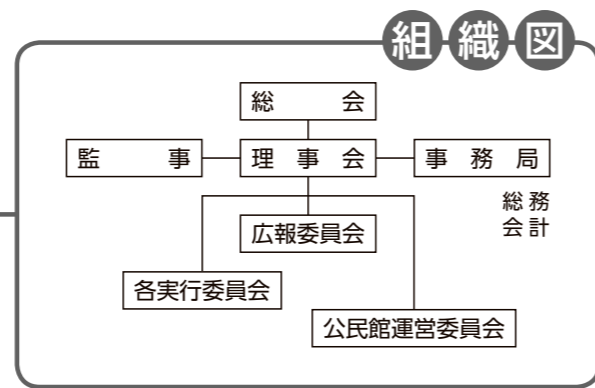 組織図
総会
監事
理事会
事務局
総務
会計
広報委員会
各実行委員会
公民館運営委員会